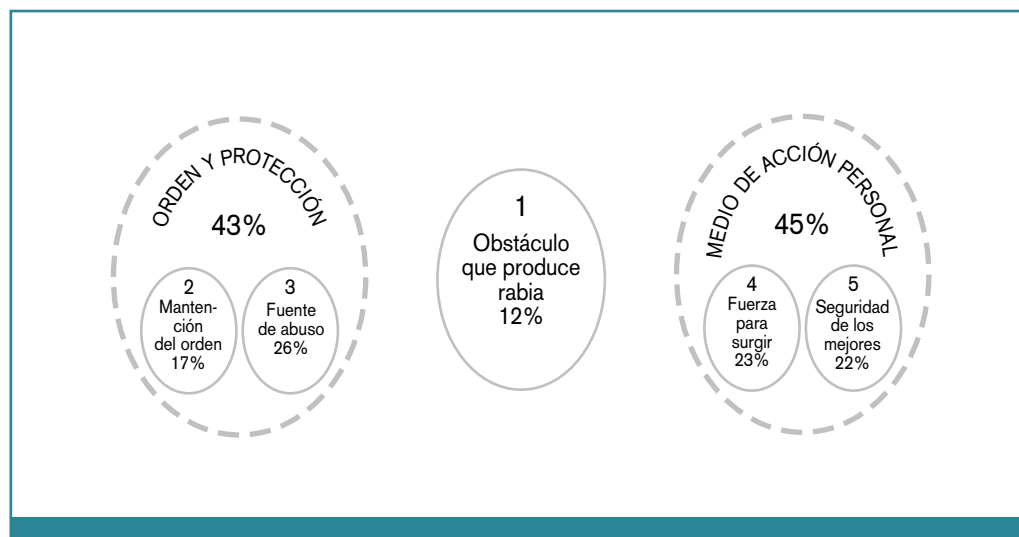 ORDEN Y PROTECCIÓN
43%
2
Manten-
ción
del orden
17%
3
Fuente
de abuso
26%
1
Obstáculo
que produce
rabia
12%
MEDIO DE ACCIÓN PERSONAL
45%
4
Fuerza
para
surgir
23%
5
Seguridad
de los
mejores
22%